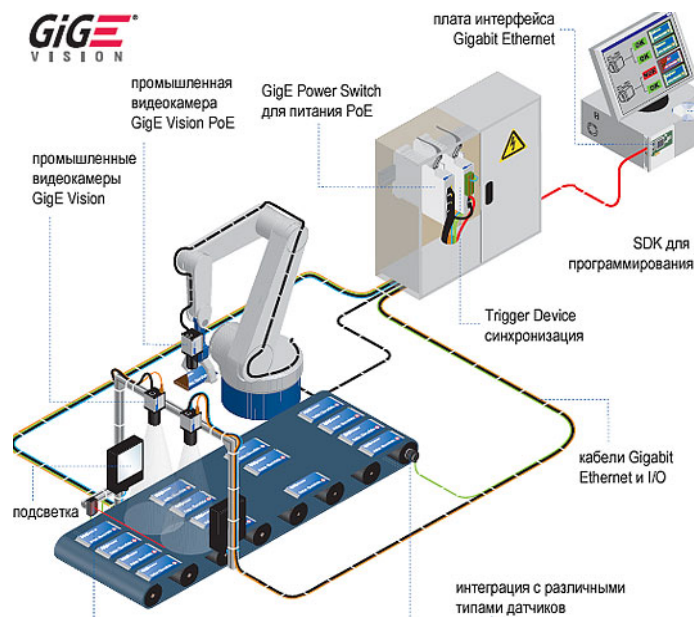 GIGE
VISION
плата интерфейса
Gigabit Ethernet
промышленная
видеокамера
GigE Vision PoE
GigE Power Switch
для питания PoE
промышленные
видеокамеры
GigE Vision
SDK для
программирования
Trigger Device
синхронизация
кабели Gigabit
Ethernet и I/O
подсветка
интеграция с различными
типами датчиков